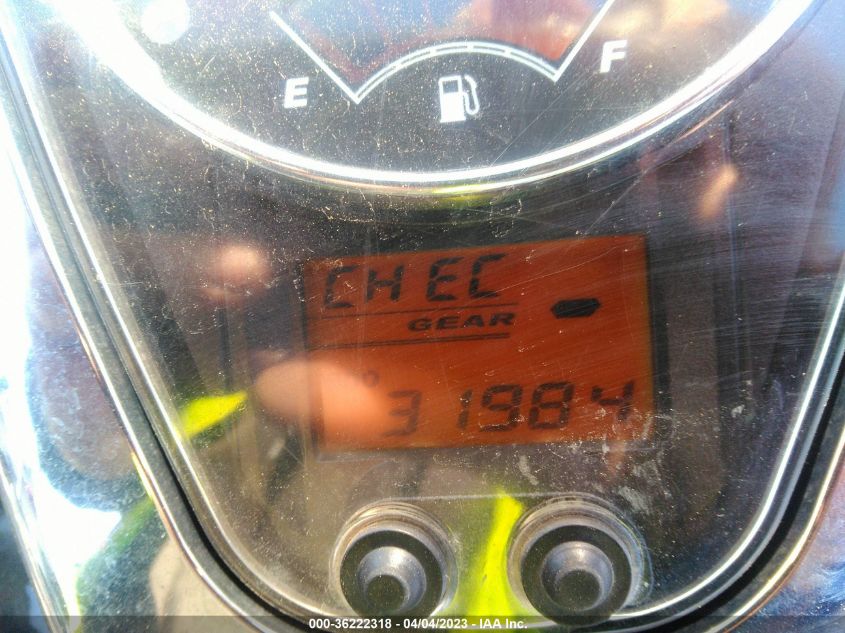 E F
CHEC
GEAR -
31984
000-36222318 - 04/04/2023 - IAA Inc.